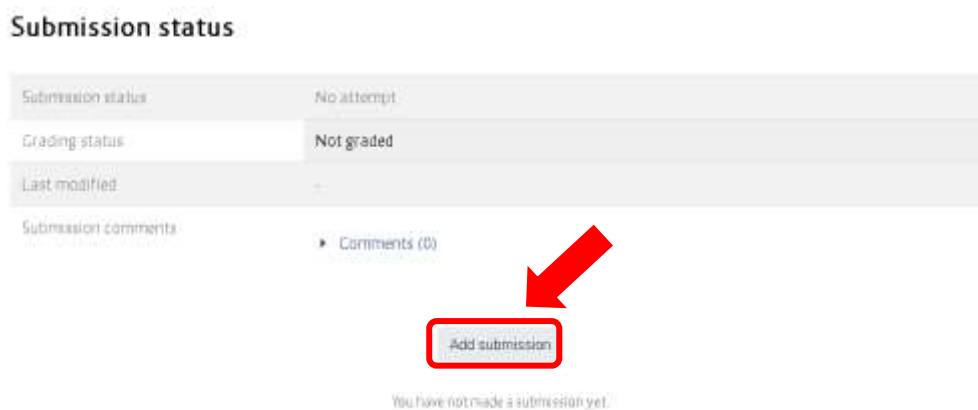 Submission status
Submission status No attempt
Grading status Not graded
Last modified -
Submission comments Comments (0)
Add submission
You have not made a submission yet.